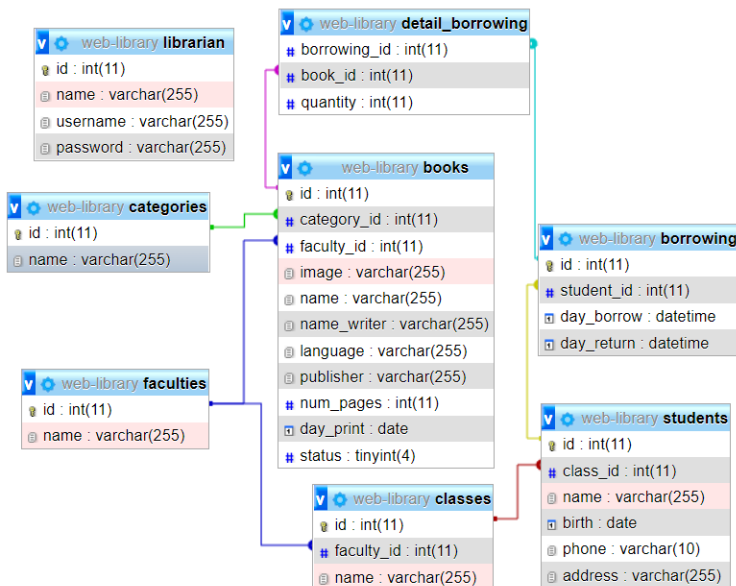 web-library librarian
id : int(11)
name : varchar(255)
username : varchar(255)
password : varchar(255)
web-library detail_borrowing
borrowing_id : int(11)
book_id : int(11)
quantity : int(11)
web-library books
id : int(11)
category_id : int(11)
faculty_id : int(11)
image : varchar(255)
name : varchar(255)
name_writer : varchar(255)
language : varchar(255)
publisher : varchar(255)
num_pages : int(11)
day_print : date
status : tinyint(4)
web-library categories
id : int(11)
name : varchar(255)
web-library borrowing
id : int(11)
student_id : int(11)
day_borrow : datetime
day_return : datetime
web-library faculties
id : int(11)
name : varchar(255)
web-library students
id : int(11)
class_id : int(11)
name : varchar(255)
birth : date
phone : varchar(10)
address : varchar(255)
web-library classes
id : int(11)
faculty_id : int(11)
name : varchar(255)